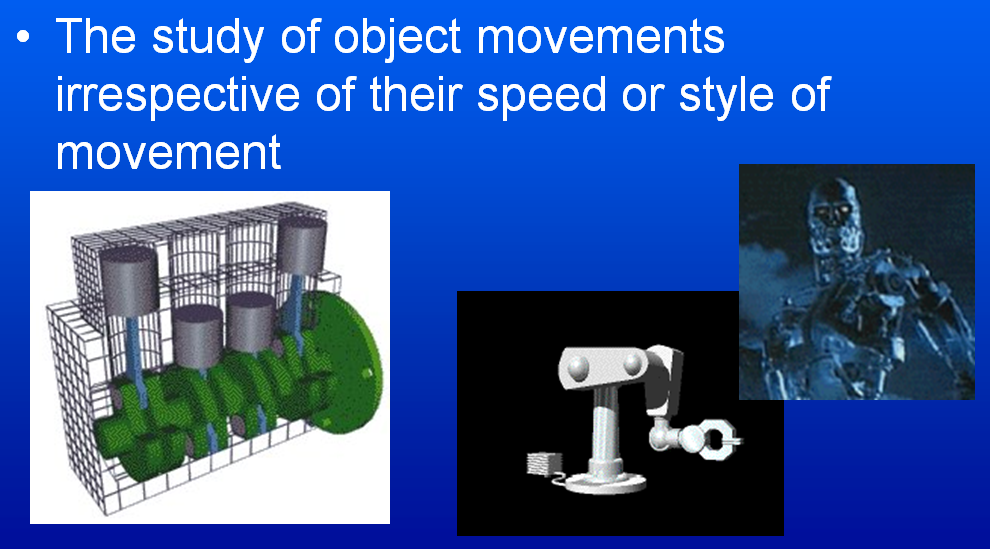 • The study of object movements
irrespective of their speed or style of
movement